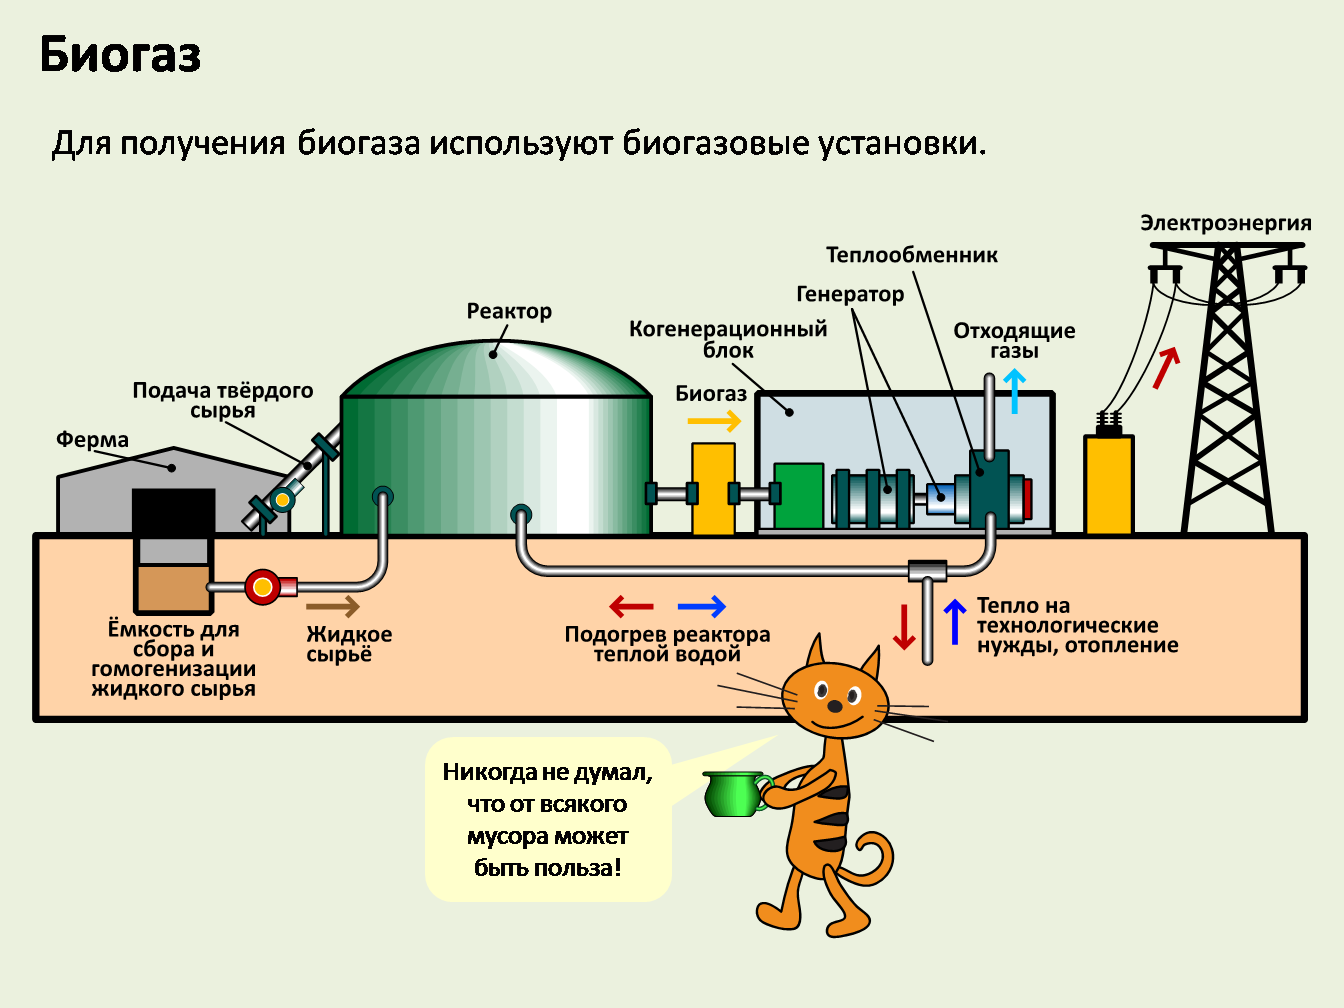 Биогаз
Для получения биогаза используют биогазовые установки.
Электроэнергия
Теплообменник
Генератор
Реактор
Когенерационный
блок
Отходящие
газы
Подача твёрдого
сырья
Биогаз
Ферма
Ёмкость для
сбора и
гомогенизации
жидкого сырья
Жидкое
сырьё
Подогрев реактора
теплой водой
Тепло на
технологические
нужды, отопление
Никогда не думал,
что от всякого
мусора может
быть польза!